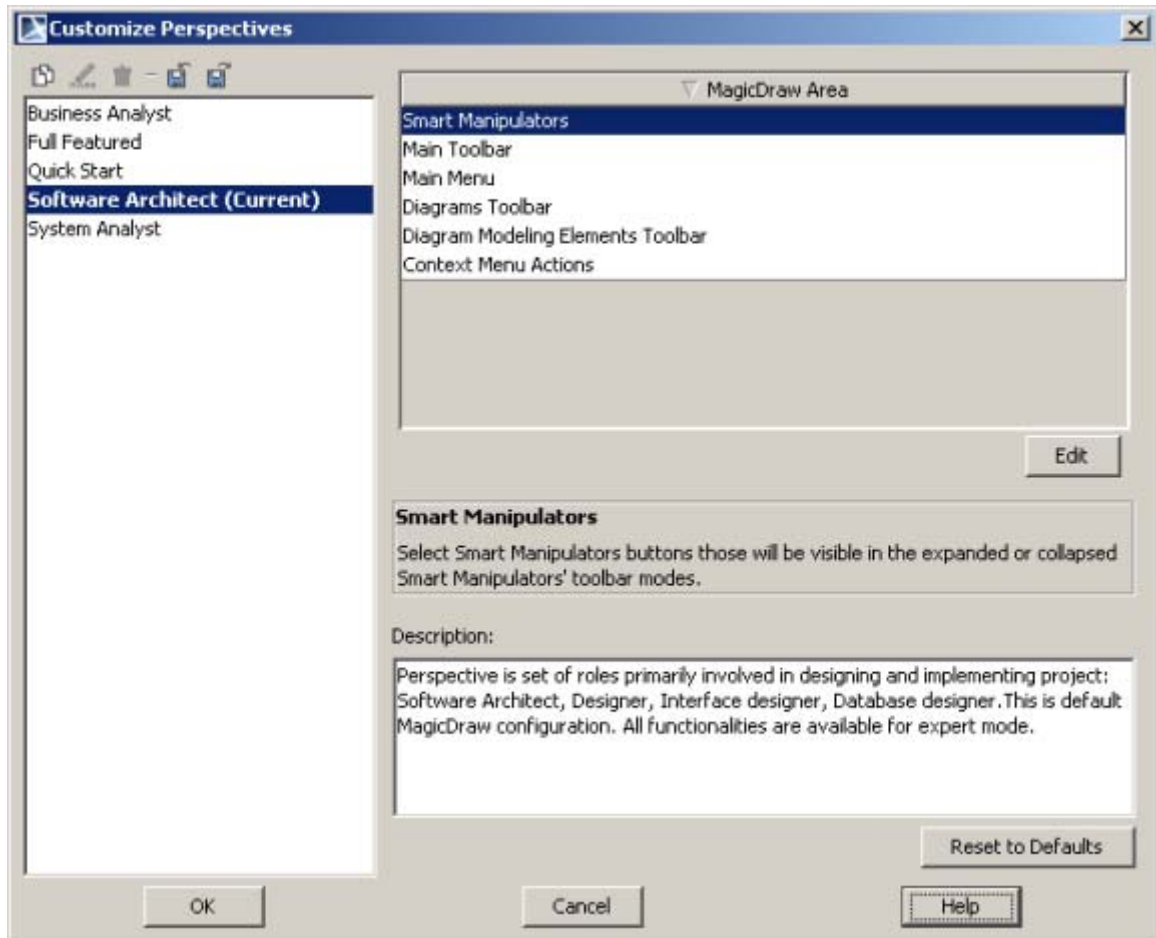 Customize Perspectives
Business Analyst
Full Featured
Quick Start
Software Architect (Current)
System Analyst
MagicDraw Area
Smart Manipulators
Main Toolbar
Main Menu
Diagrams Toolbar
Diagram Modeling Elements Toolbar
Context Menu Actions
Edit
Smart Manipulators
Select Smart Manipulators buttons those will be visible in the expanded or collapsed
Smart Manipulators' toolbar modes.
Description:
Perspective is set of roles primarily involved in designing and implementing project:
Software Architect, Designer, Interface designer, Database designer.This is default
MagicDraw configuration. All functionalities are available for expert mode.
Reset to Defaults
OK
Cancel
Help